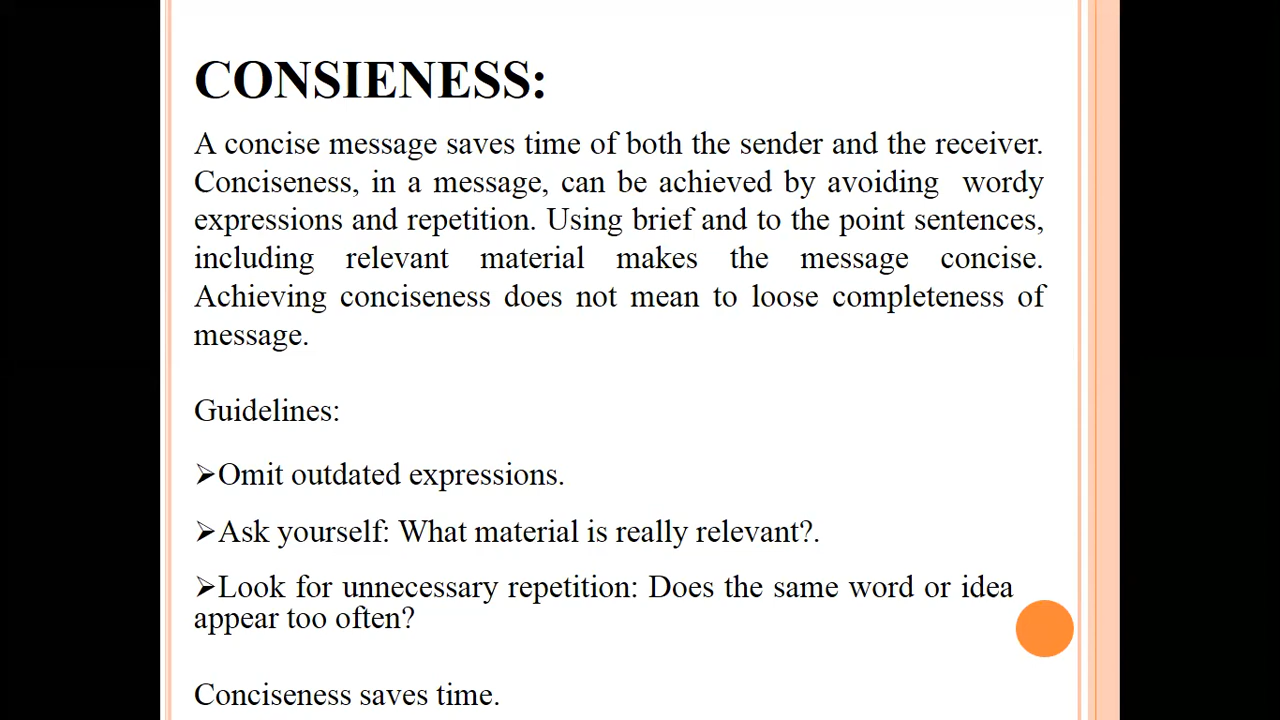 CONSIENESS:
A concise message saves time of both the sender and the receiver.
Conciseness, in a message, can be achieved by avoiding wordy
expressions and repetition. Using brief and to the point sentences,
including relevant material makes the message concise.
Achieving conciseness does not mean to loose completeness of
message.
Guidelines:
➢Omit outdated expressions.
➢Ask yourself: What material is really relevant?.
➢Look for unnecessary repetition: Does the same word or idea
appear too often?
Conciseness saves time.